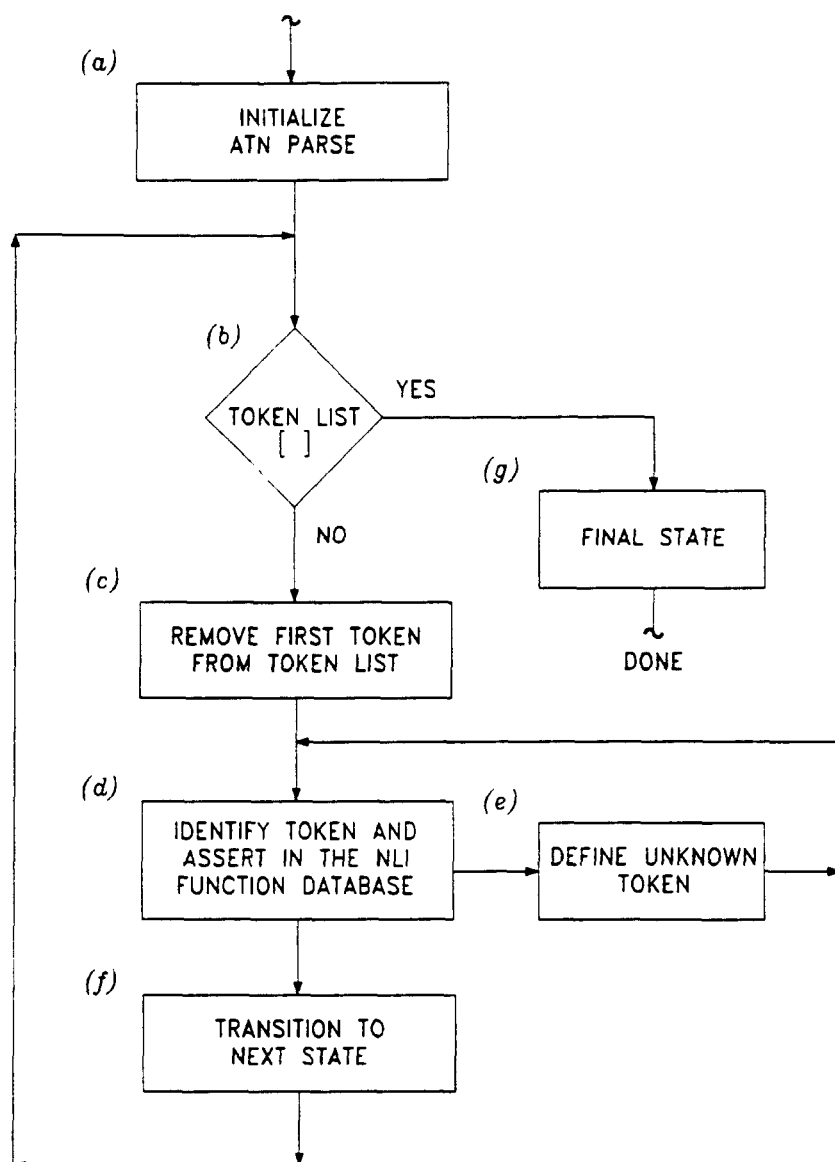 (a)
INITIALIZE
ATN PARSE
(b)
TOKEN LIST
[ ]
YES
NO
(g)
FINAL STATE
DONE
(c)
REMOVE FIRST TOKEN
FROM TOKEN LIST
(d)
IDENTIFY TOKEN AND
ASSERT IN THE NLI
FUNCTION DATABASE
(e)
DEFINE UNKNOWN
TOKEN
(f)
TRANSITION TO
NEXT STATE